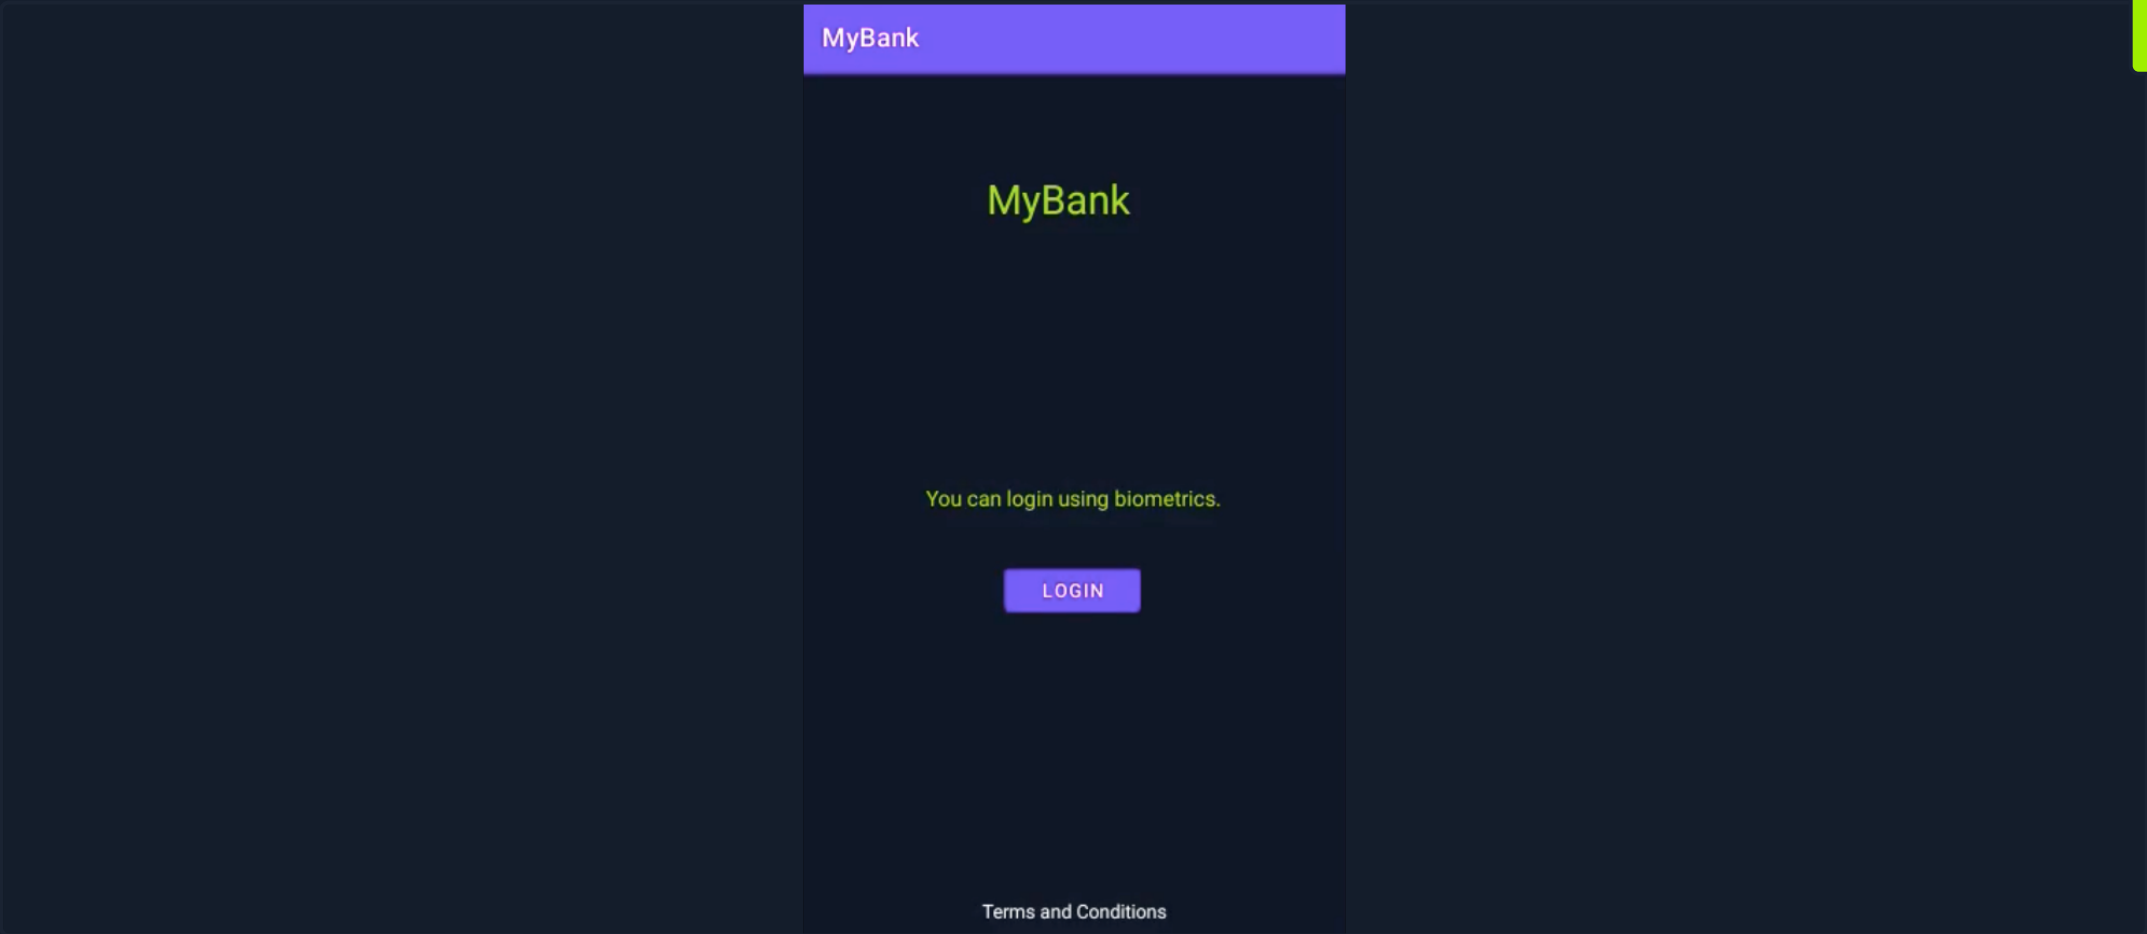 MyBank
MyBank
You can login using biometrics.
LOGIN
Terms and Conditions